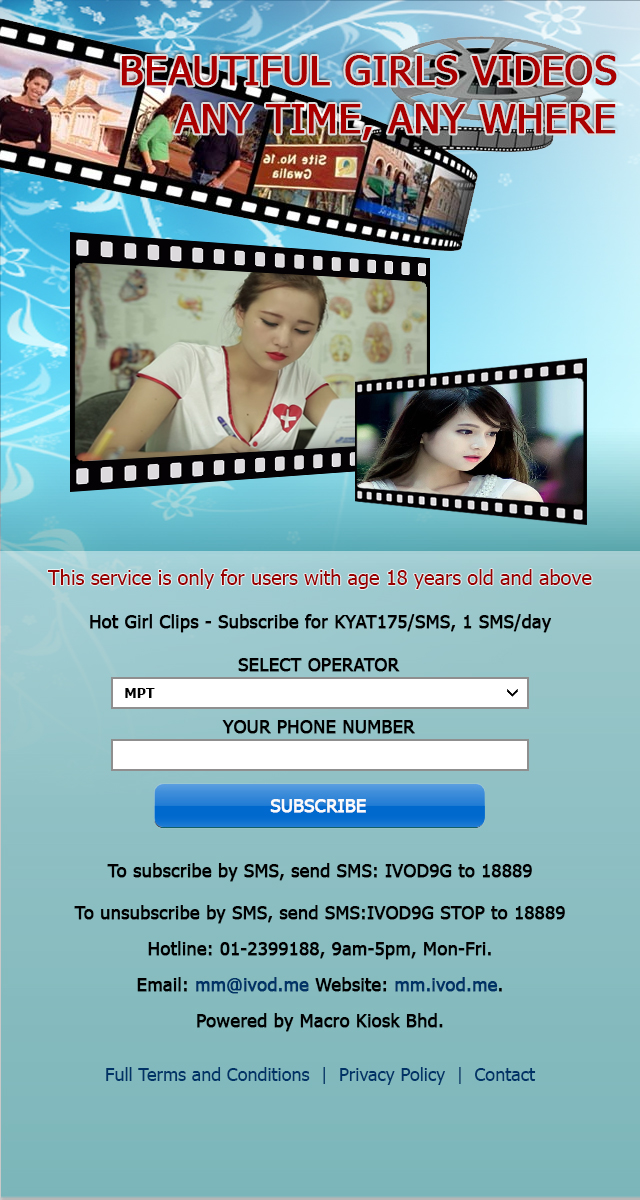 BEAUTIFUL GIRLS VIDEOS
ANY TIME, ANY WHERE
Site No.16
Gwalia
This service is only for users with age 18 years old and above
Hot Girl Clips - Subscribe for KYAT175/SMS, 1 SMS/day
SELECT OPERATOR
MPT
YOUR PHONE NUMBER
SUBSCRIBE
To subscribe by SMS, send SMS: IVOD9G to 18889
To unsubscribe by SMS, send SMS:IVOD9G STOP to 18889
Hotline: 01-2399188, 9am-5pm, Mon-Fri.
Email: mm@ivod.me Website: mm.ivod.me.
Powered by Macro Kiosk Bhd.
Full Terms and Conditions | Privacy Policy | Contact